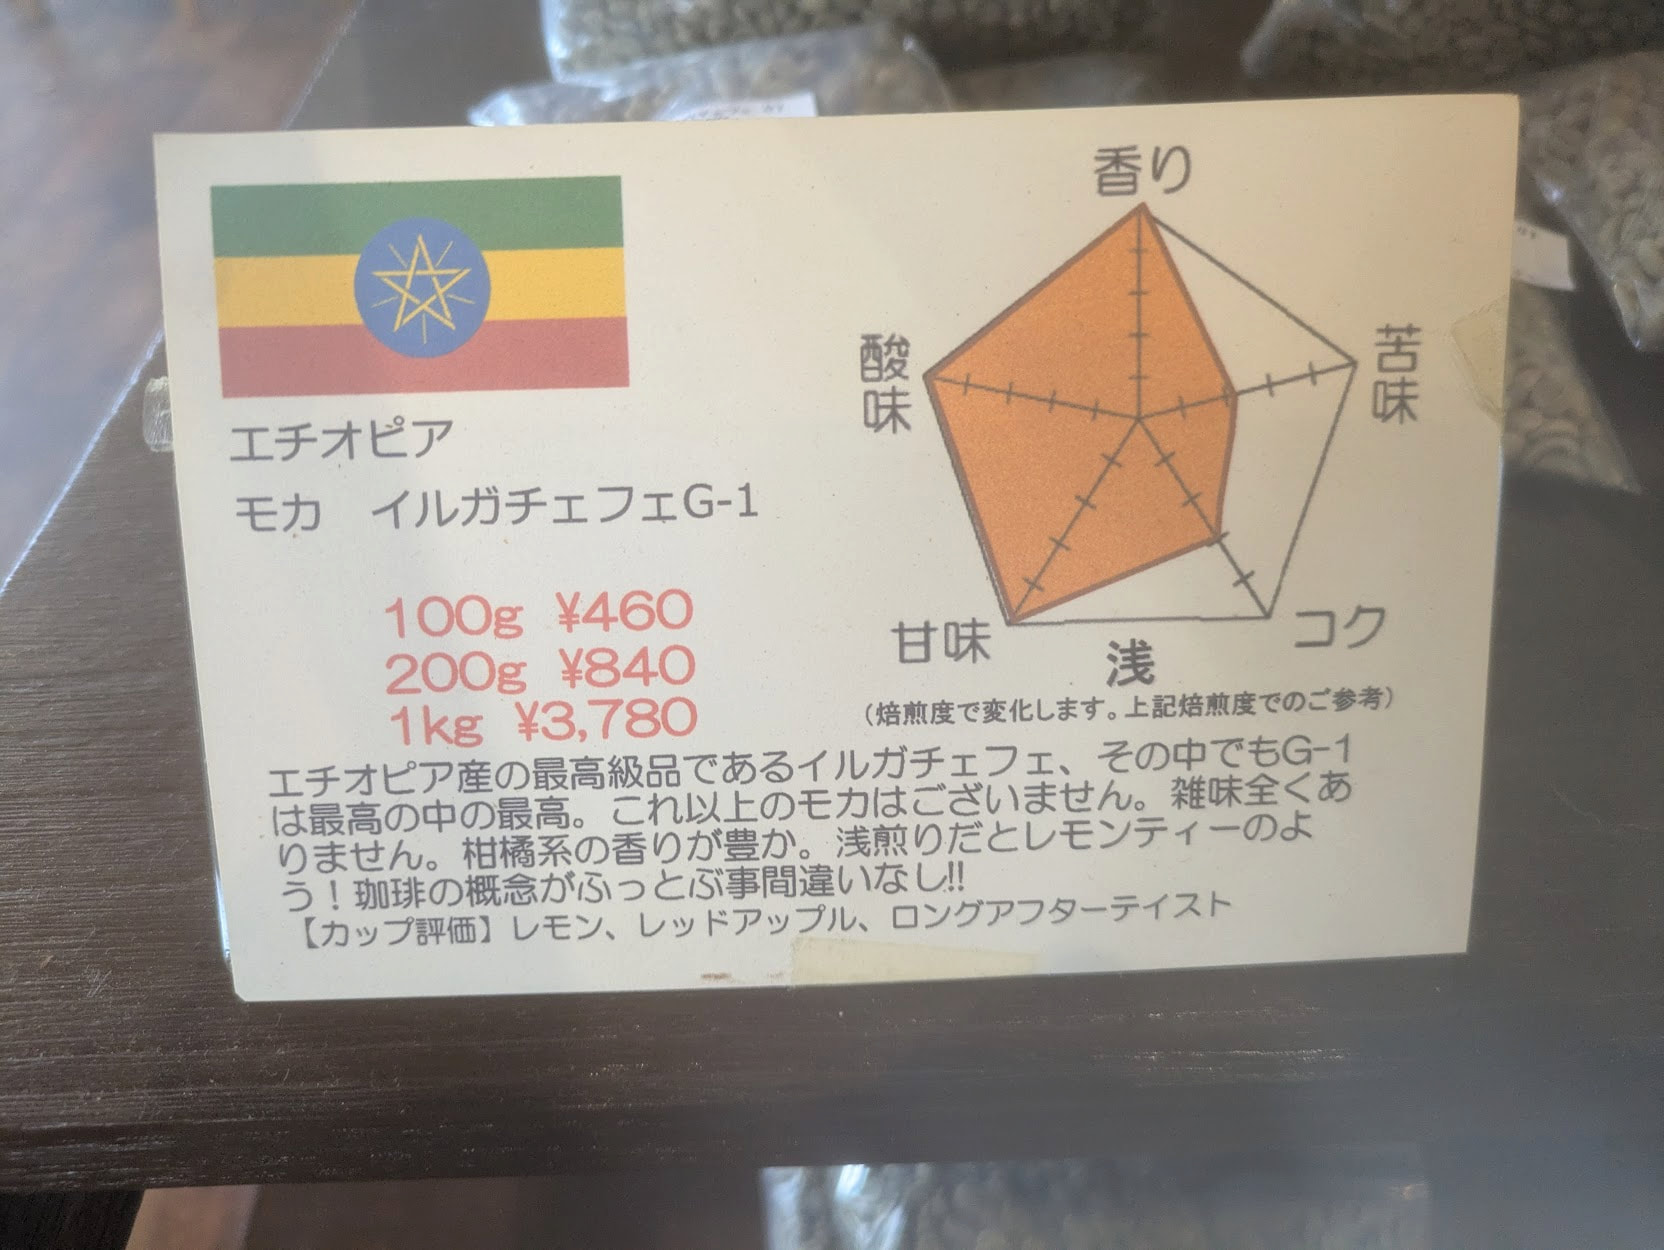 エチオピア
モカ イルガチェフェG-1
100g ¥460
200g ¥840
1kg ¥3,780
香り
苦味
コク
甘味
酸味
浅
（焙煎度で変化します。上記焙煎度でのご参考）
エチオピア産の最高級品であるイルガチェフェ、その中でもG-1
は最高の中の最高。これ以上のモカはございません。雑味全くあ
りません。柑橘系の香りが豊か。浅煎りだとレモンティーのよ
う！珈琲の概念がふっとぶ事間違いなし!!
【カップ評価】レモン、レッドアップル、ロングアフターテイスト